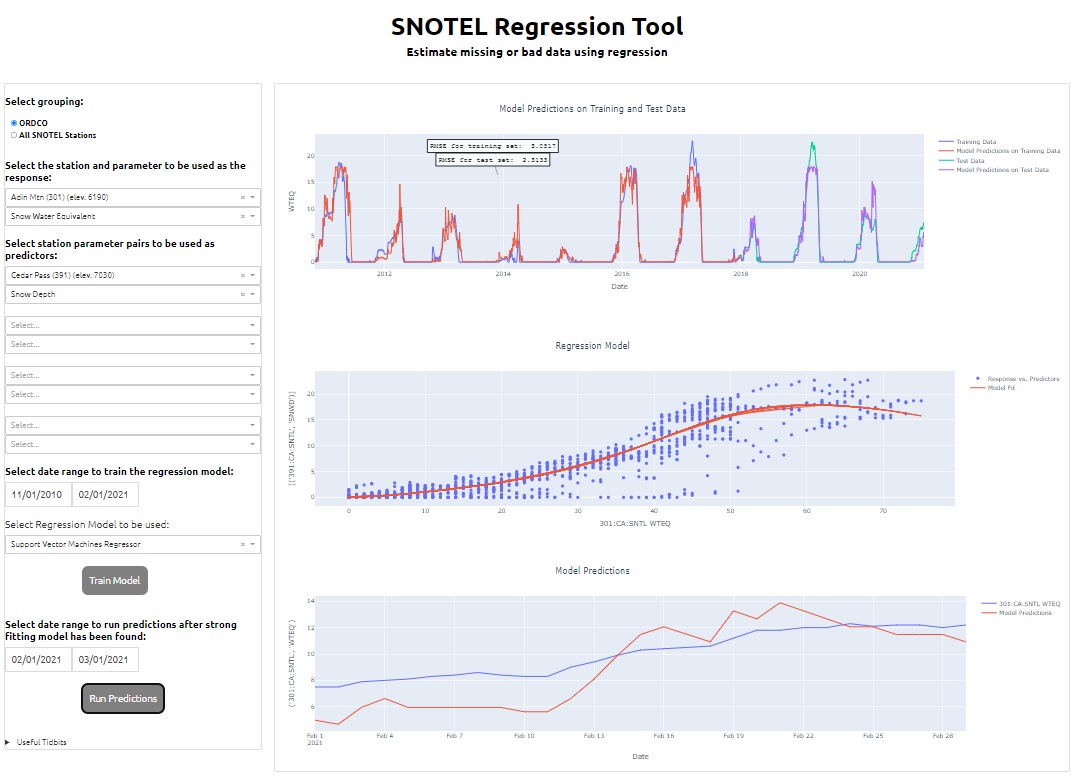 SNOTEL Regression Tool
Estimate missing or bad data using regression
Select grouping:
ORDCO
All SNOTEL Stations
Select the station and parameter to be used as the
response:
Adin Mtn (301) (elev. 6190)
Snow Water Equivalent
Select station parameter pairs to be used as
predictors:
Cedar Pass (391) (elev. 7030)
Snow Depth
Select...
Select...
Select...
Select...
Select...
Select...
Select date range to train the regression model:
11/01/2010 02/01/2021
Select Regression Model to be used:
Support Vector Machines Regressor
Train Model
Select date range to run predictions after strong
fitting model has been found:
02/01/2021 03/01/2021
Run Predictions
Useful Tidbits
Model Predictions on Training and Test Data
RMSE for training set: 3.0317
RMSE for test set: 2.3133
WTEQ
20
15
10
5
0
2012 2014 2016 2018 2020
Date
Training Data
Model Predictions on Training Data
Test Data
Model Predictions on Test Data
Regression Model
[('391:CA:SNTL', 'SNWD')]
20
15
10
5
0
0 10 20 30 40 50 60 70
301:CA:SNTL WTEQ
Response vs. Predictors
Model Fit
Model Predictions
('301:CA:SNTL', 'WTEQ')
14
12
10
8
6
Feb 1 Feb 4 Feb 7 Feb 10 Feb 13 Feb 16 Feb 19 Feb 22 Feb 25 Feb 28
2021
Date
301:CA:SNTL WTEQ
Model Predictions